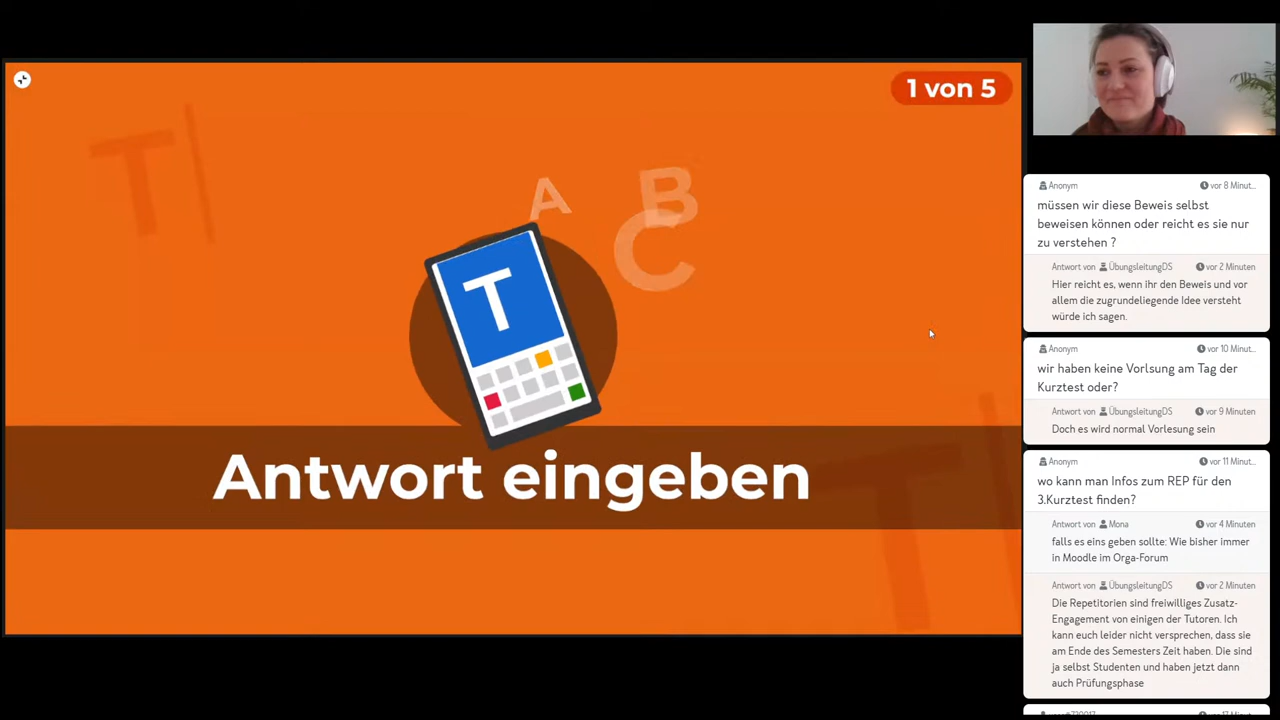 1 von 5
T
A
B
C
T
Antwort eingeben
T
Anonym vor 8 Minut...
müssen wir diese Beweis selbst
beweisen können oder reicht es sie nur
zu verstehen ?
Antwort von ÜbungsleitungDS vor 2 Minuten
Hier reicht es, wenn ihr den Beweis und vor
allem die zugrundeliegende Idee versteht
würde ich sagen.
Anonym vor 10 Minut...
wir haben keine Vorlsung am Tag der
Kurztest oder?
Antwort von ÜbungsleitungDS vor 9 Minuten
Doch es wird normal Vorlesung sein
Anonym vor 11 Minut...
wo kann man Infos zum REP für den
3.Kurztest finden?
Antwort von Mona vor 4 Minuten
falls es eins geben sollte: Wie bisher immer
in Moodle im Orga-Forum
Antwort von ÜbungsleitungDS vor 2 Minuten
Die Repetitorien sind freiwilliges Zusatz-
Engagement von einigen der Tutoren. Ich
kann euch leider nicht versprechen, dass sie
am Ende des Semesters Zeit haben. Die sind
ja selbst Studenten und haben jetzt dann
auch Prüfungsphase